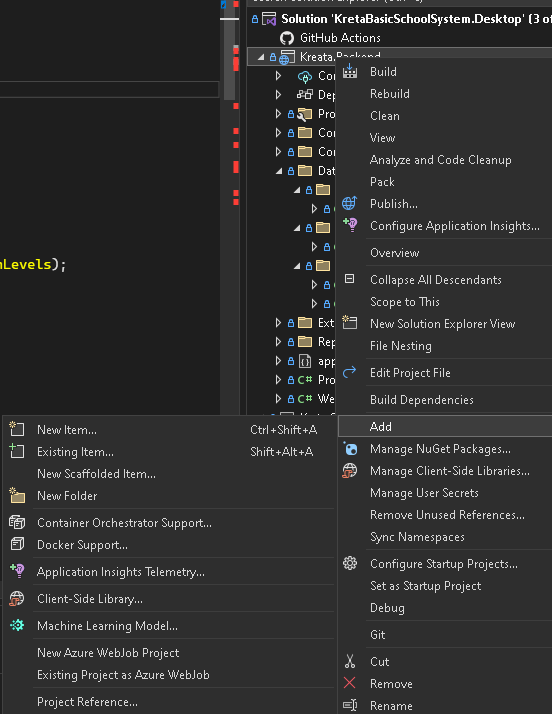 Solution 'KretaBasicSchoolSystem.Desktop' (3 of
GitHub Actions
Kreata.Backend
Build
Rebuild
Clean
View
Analyze and Code Cleanup
Pack
Publish...
Configure Application Insights...
Overview
Collapse All Descendants
Scope to This
New Solution Explorer View
File Nesting
Edit Project File
Build Dependencies
Add
Manage NuGet Packages...
Manage Client-Side Libraries...
Manage User Secrets
Remove Unused References...
Sync Namespaces
Configure Startup Projects...
Set as Startup Project
Debug
Git
Cut
Remove
Rename
Co
Dep
Pro
Co
Co
Dat
Ext
Rep
{} app
C# Pro
C# We
mLevels);
New Item... Ctrl+Shift+A
Existing Item... Shift+Alt+A
New Scaffolded Item...
New Folder
Container Orchestrator Support...
Docker Support...
Application Insights Telemetry...
Client-Side Library...
Machine Learning Model...
New Azure WebJob Project
Existing Project as Azure WebJob
Project Reference...